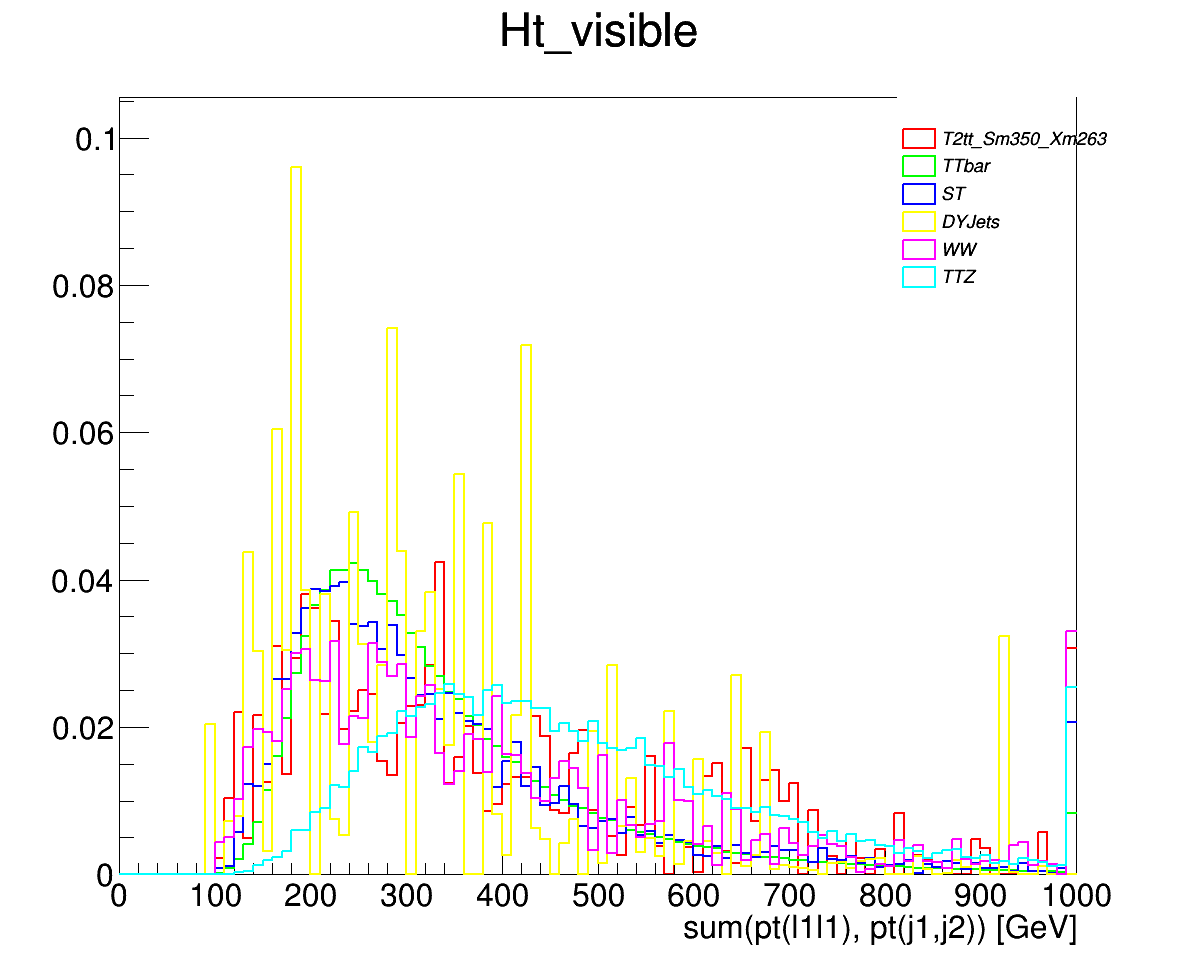 Ht_visible
0.1
0.08
0.06
0.04
0.02
0
T2tt_Sm350_Xm263
TTbar
ST
DYJets
WW
TTZ
0 100 200 300 400 500 600 700 800 900 1000
sum(pt(l1l1), pt(j1,j2)) [GeV]